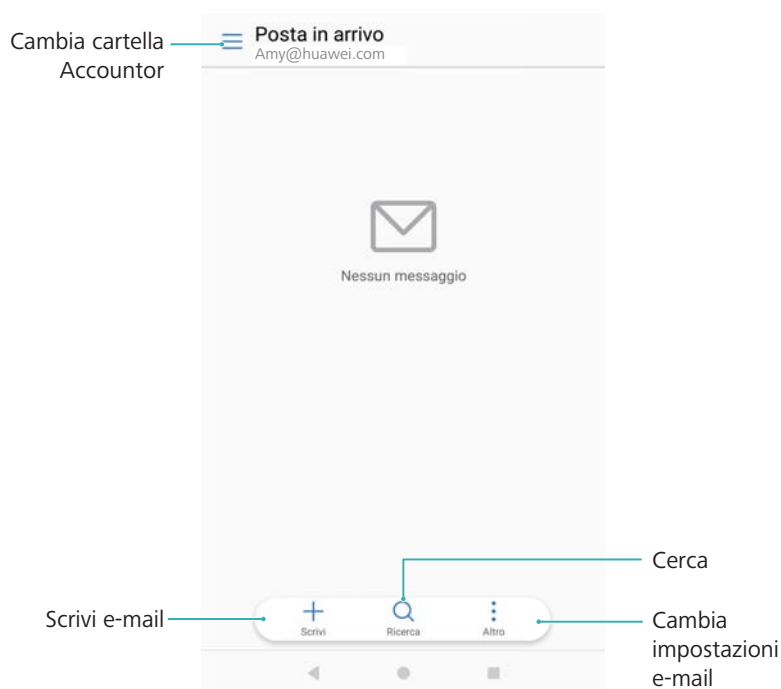 Cambia cartella
Accountor
Posta in arrivo
Amy@huawei.com
Nessun messaggio
Cerca
Scrivi e-mail
Scrivi
Ricerca
Altro
Cambia
impostazioni
e-mail